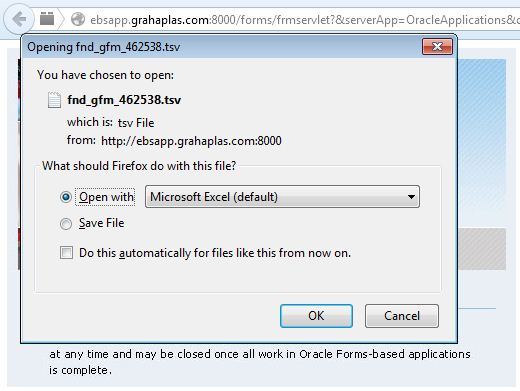 ebsapp.grahaplas.com:8000/forms/frmservlet?&serverApp=OracleApplications&
Opening fnd_gfm_462538.tsv
You have chosen to open:
fnd_gfm_462538.tsv
which is: tsv File
from: http://ebsapp.grahaplas.com:8000
What should Firefox do with this file?
Open with Microsoft Excel (default)
Save File
Do this automatically for files like this from now on.
OK Cancel
at any time and may be closed once all work in Oracle Forms-based applications
is complete.